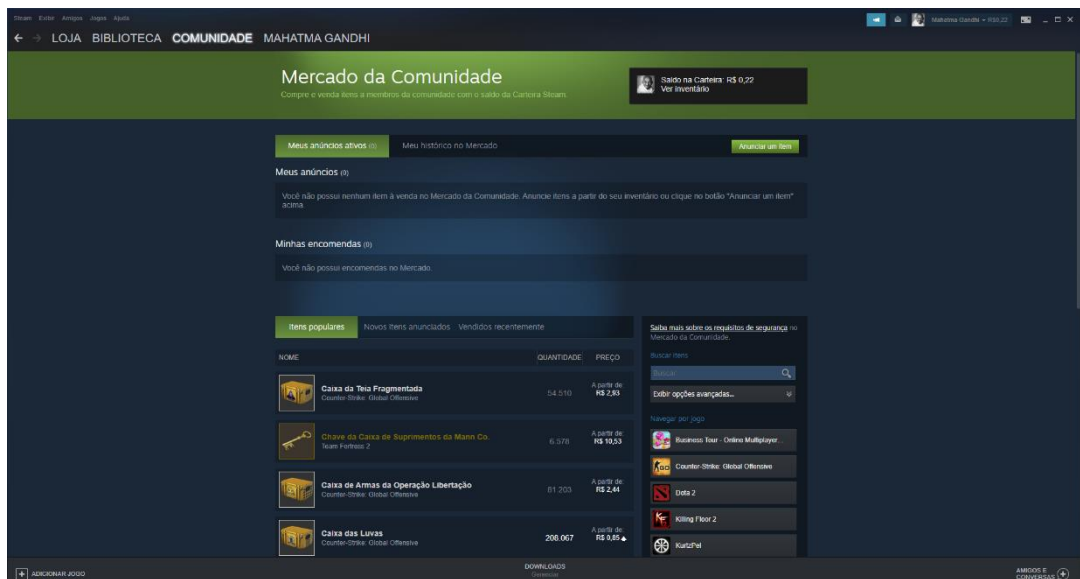 Steam Exibir Amigos Jogos Ajuda
Mahatma Gandhi • R$0,22
LOJA BIBLIOTECA COMUNIDADE MAHATMA GANDHI
Mercado da Comunidade
Compre e venda itens a membros da comunidade com o saldo da Carteira Steam.
Saldo na Carteira: R$ 0,22
Ver inventário
Meus anúncios ativos (0) Meu histórico no Mercado Anunciar um item
Meus anúncios (0)
Você não possui nenhum item à venda no Mercado da Comunidade. Anuncie itens a partir do seu inventário ou clique no botão "Anunciar um item"
acima.
Minhas encomendas (0)
Você não possui encomendas no Mercado.
Itens populares Novos itens anunciados Vendidos recentemente
NOME QUANTIDADE PREÇO
Caixa da Teia Fragmentada
Counter-Strike: Global Offensive
54.510
A partir de:
R$ 2,93
Chave da Caixa de Suprimentos da Mann Co.
Team Fortress 2
6.578
A partir de:
R$ 10,53
Caixa de Armas da Operação Libertação
Counter-Strike: Global Offensive
81.203
A partir de:
R$ 2,44
Caixa das Luvas
Counter-Strike: Global Offensive
208.067
A partir de:
R$ 0,85
Saiba mais sobre os requisitos de segurança no
Mercado da Comunidade.
Buscar itens
Buscar
Exibir opções avançadas...
Navegar por jogo
Business Tour - Online Multiplayer...
Counter-Strike: Global Offensive
Dota 2
Killing Floor 2
KurtzPel
ADICIONAR JOGO
DOWNLOADS
Gerenciar
AMIGOS E
CONVERSAS